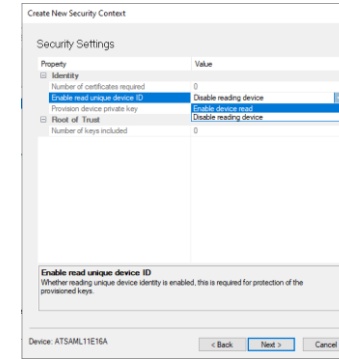 Create New Security Context
Security Settings
Property Value
Identity
Number of certificates required 0
Enable read unique device ID Disable reading device
Provision device private key Enable device read
Disable reading device
Root of Trust
Number of keys included 0
Enable read unique device ID
Whether reading unique device identity is enabled, this is required for protection of the
provisioned keys.
Device: ATSAML11E16A < Back Next > Cancel